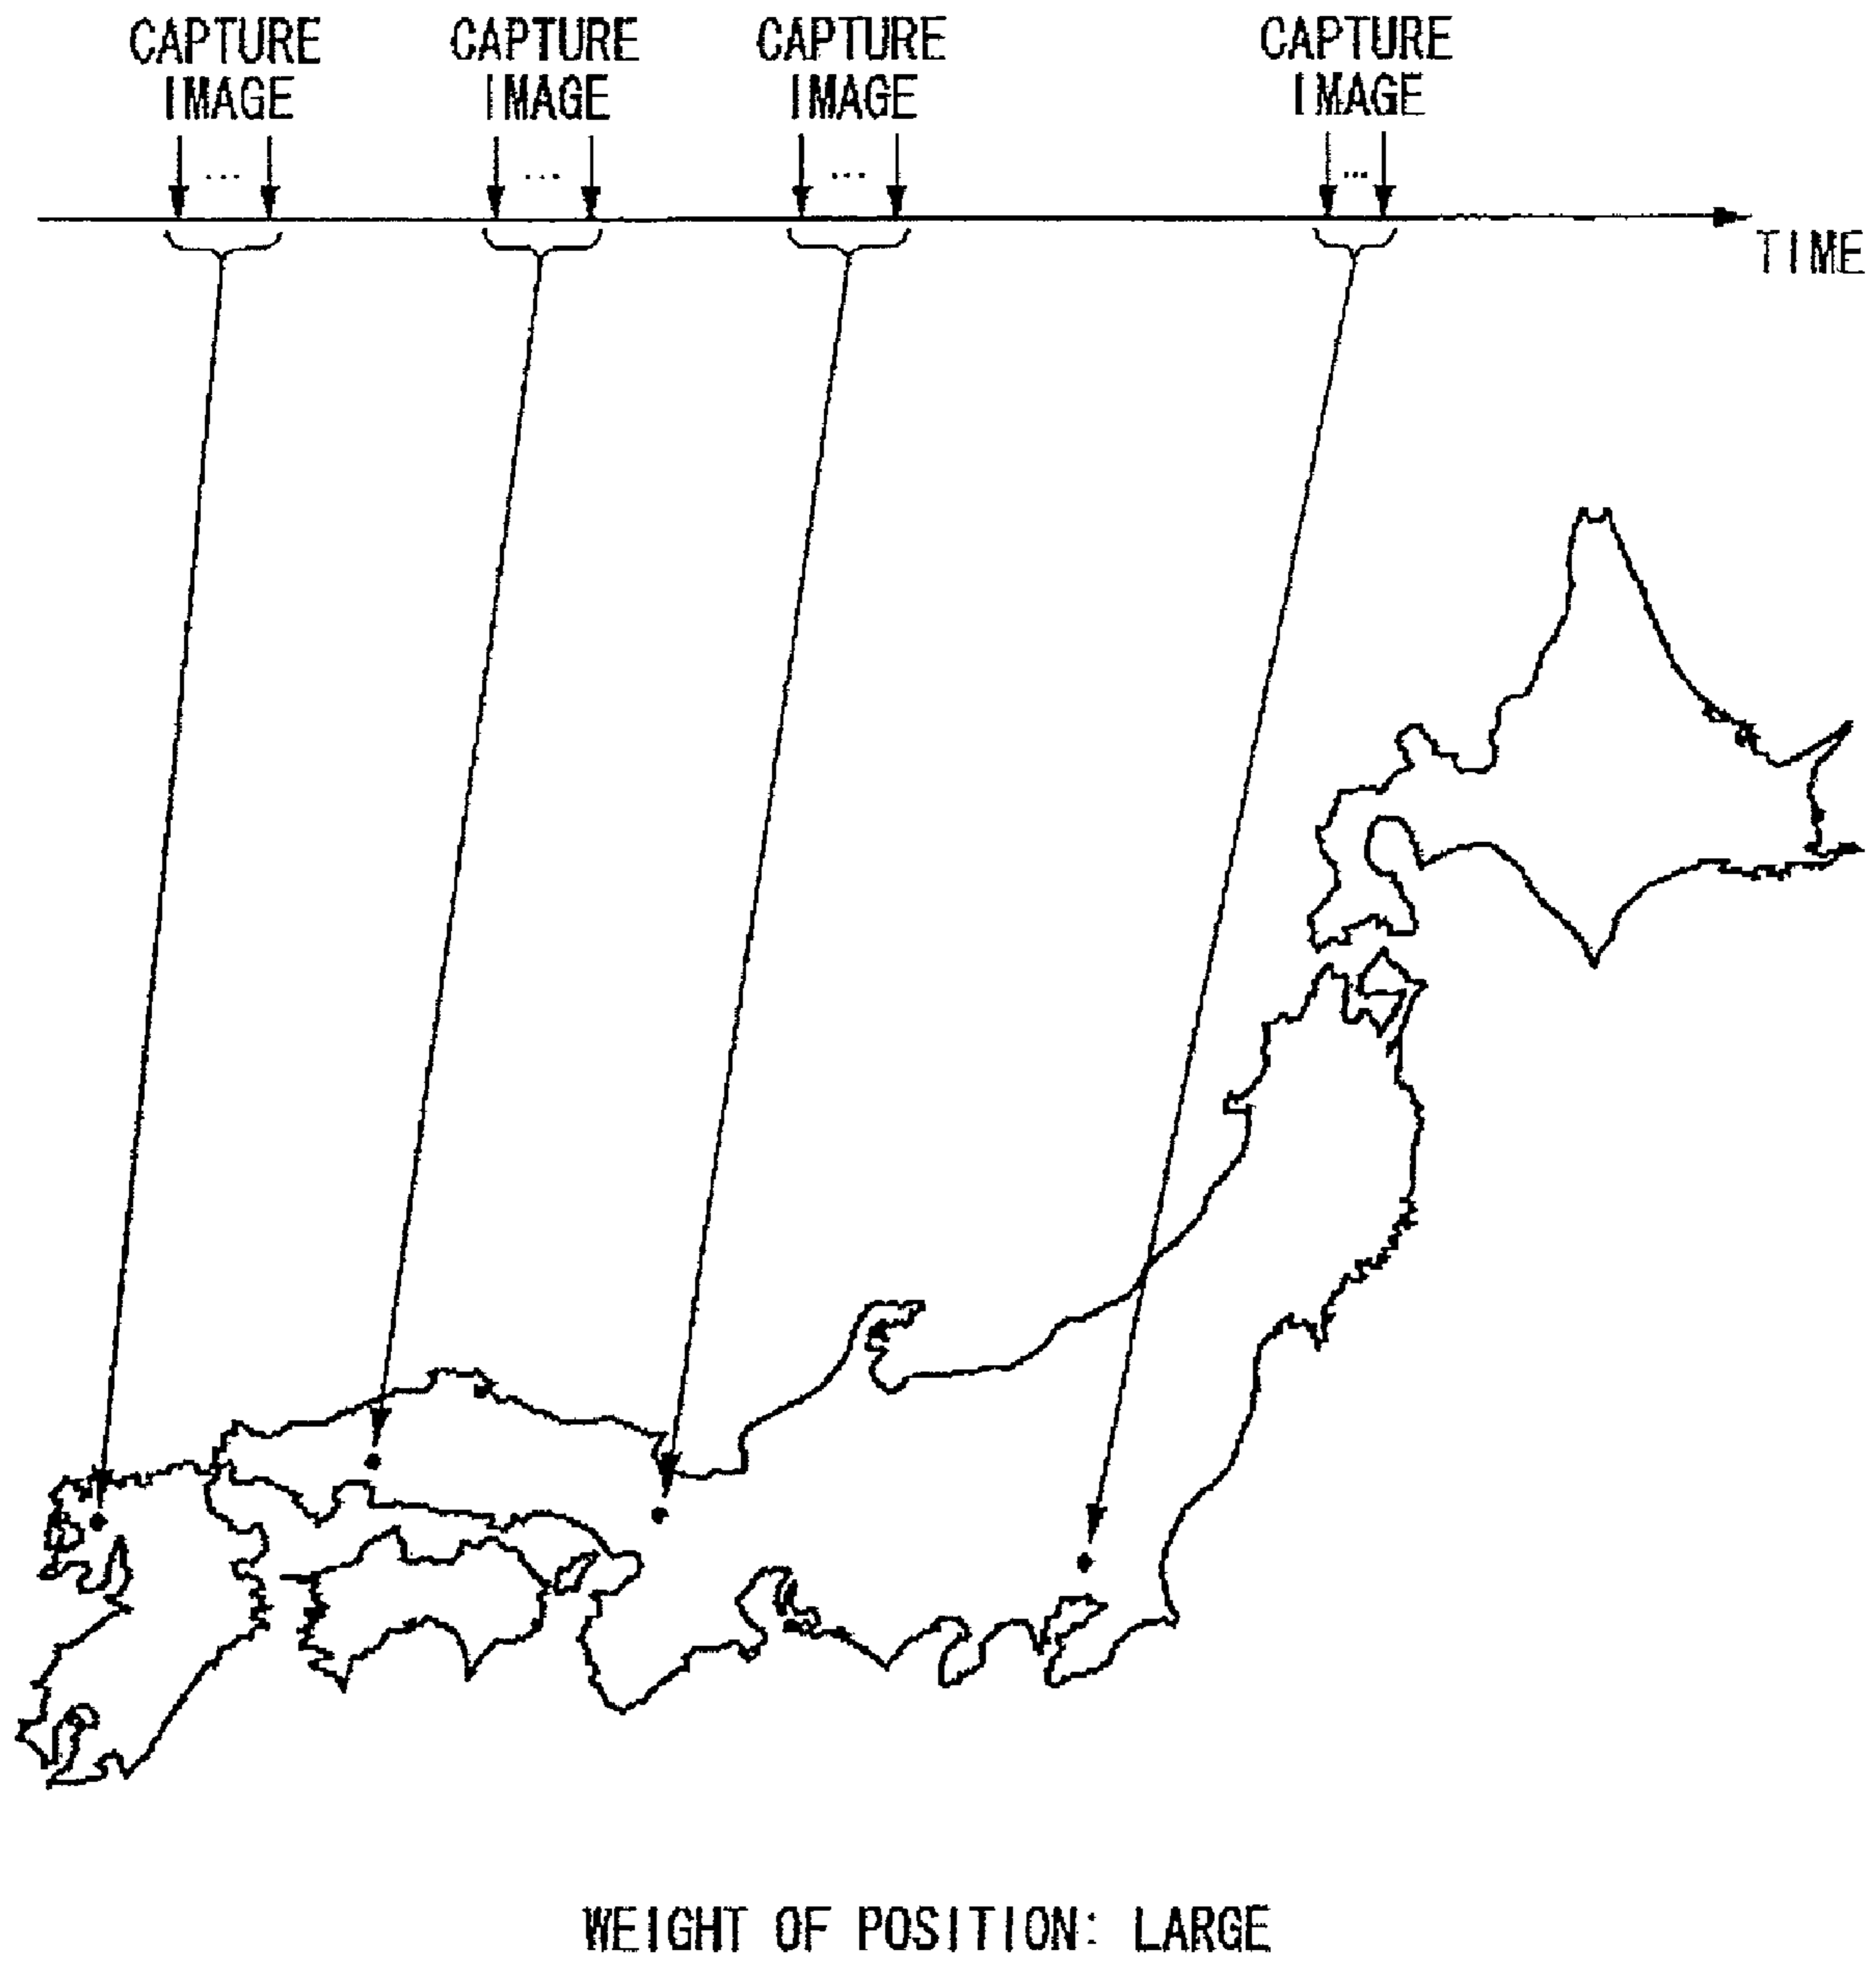 CAPTURE IMAGE
CAPTURE IMAGE
CAPTURE IMAGE
CAPTURE IMAGE
...
...
...
...
TIME
WEIGHT OF POSITION: LARGE